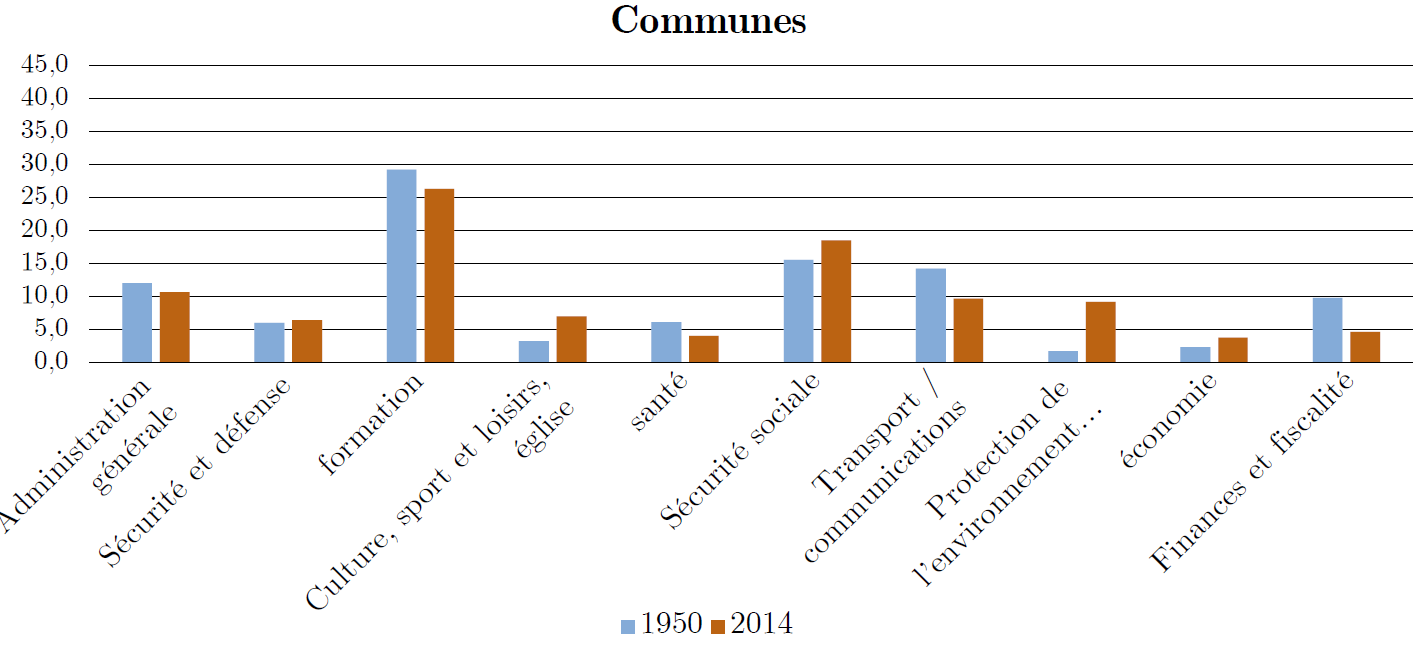 Communes
45,0
40,0
35,0
30,0
25,0
20,0
15,0
10,0
5,0
0,0
Administration
générale
Sécurité et défense
formation
Culture, sport et loisirs,
église
santé
Sécurité sociale
Transport /
communications
Protection de
l'environnement...
économie
Finances et fiscalité
1950 2014